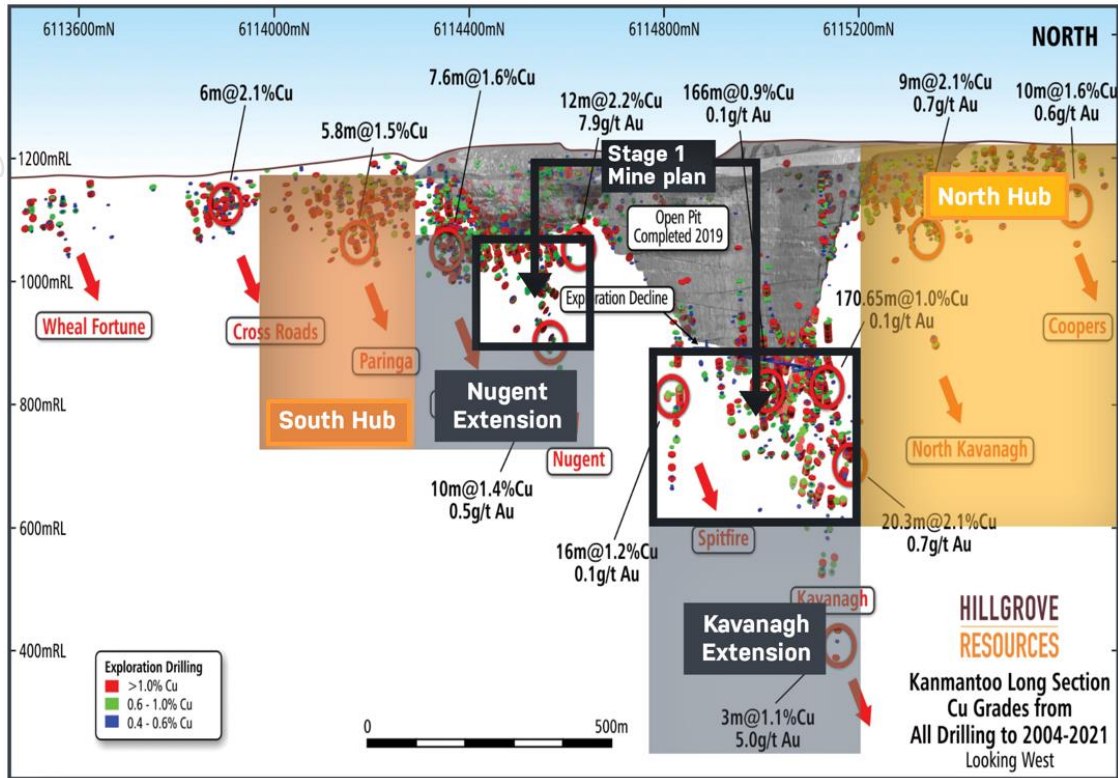 6113600mN
6114000mN
6114400mN
6114800mN
6115200mN
NORTH
6m@2.1%Cu
5.8m@1.5%Cu
7.6m@1.6%Cu
12m@2.2%Cu
7.9g/t Au
166m@0.9%Cu
0.1g/t Au
9m@2.1%Cu
0.7g/t Au
10m@1.6%Cu
0.6g/t Au
1200mRL
1000mRL
800mRL
600mRL
400mRL
Stage 1
Mine plan
Open Pit
Completed 2019
North Hub
Exploration Decline
170.65m@1.0%Cu
0.1g/t Au
Wheal Fortune
Cross Roads
Paringa
Coopers
South Hub
Nugent
Extension
Nugent
North Kavanagh
10m@1.4%Cu
0.5g/t Au
16m@1.2%Cu
0.1g/t Au
Spitfire
20.3m@2.1%Cu
0.7g/t Au
Kavanagh
Kavanagh
Extension
3m@1.1%Cu
5.0g/t Au
Exploration Drilling
>1.0% Cu
0.6 - 1.0% Cu
0.4 - 0.6% Cu
0
500m
HILLGROVE
RESOURCES
Kanmantoo Long Section
Cu Grades from
All Drilling to 2004-2021
Looking West